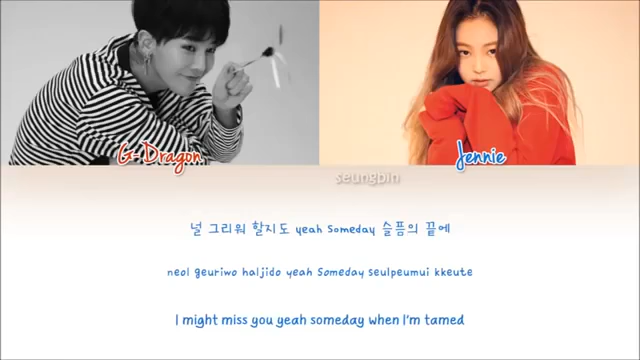 G-Dragon
Jennie
seungbin
널 그리워 할지도 yeah Someday 슬픔의 끝에
neol geuriwo haljido yeah Someday seulpeumui kkeute
I might miss you yeah someday when I'm tamed